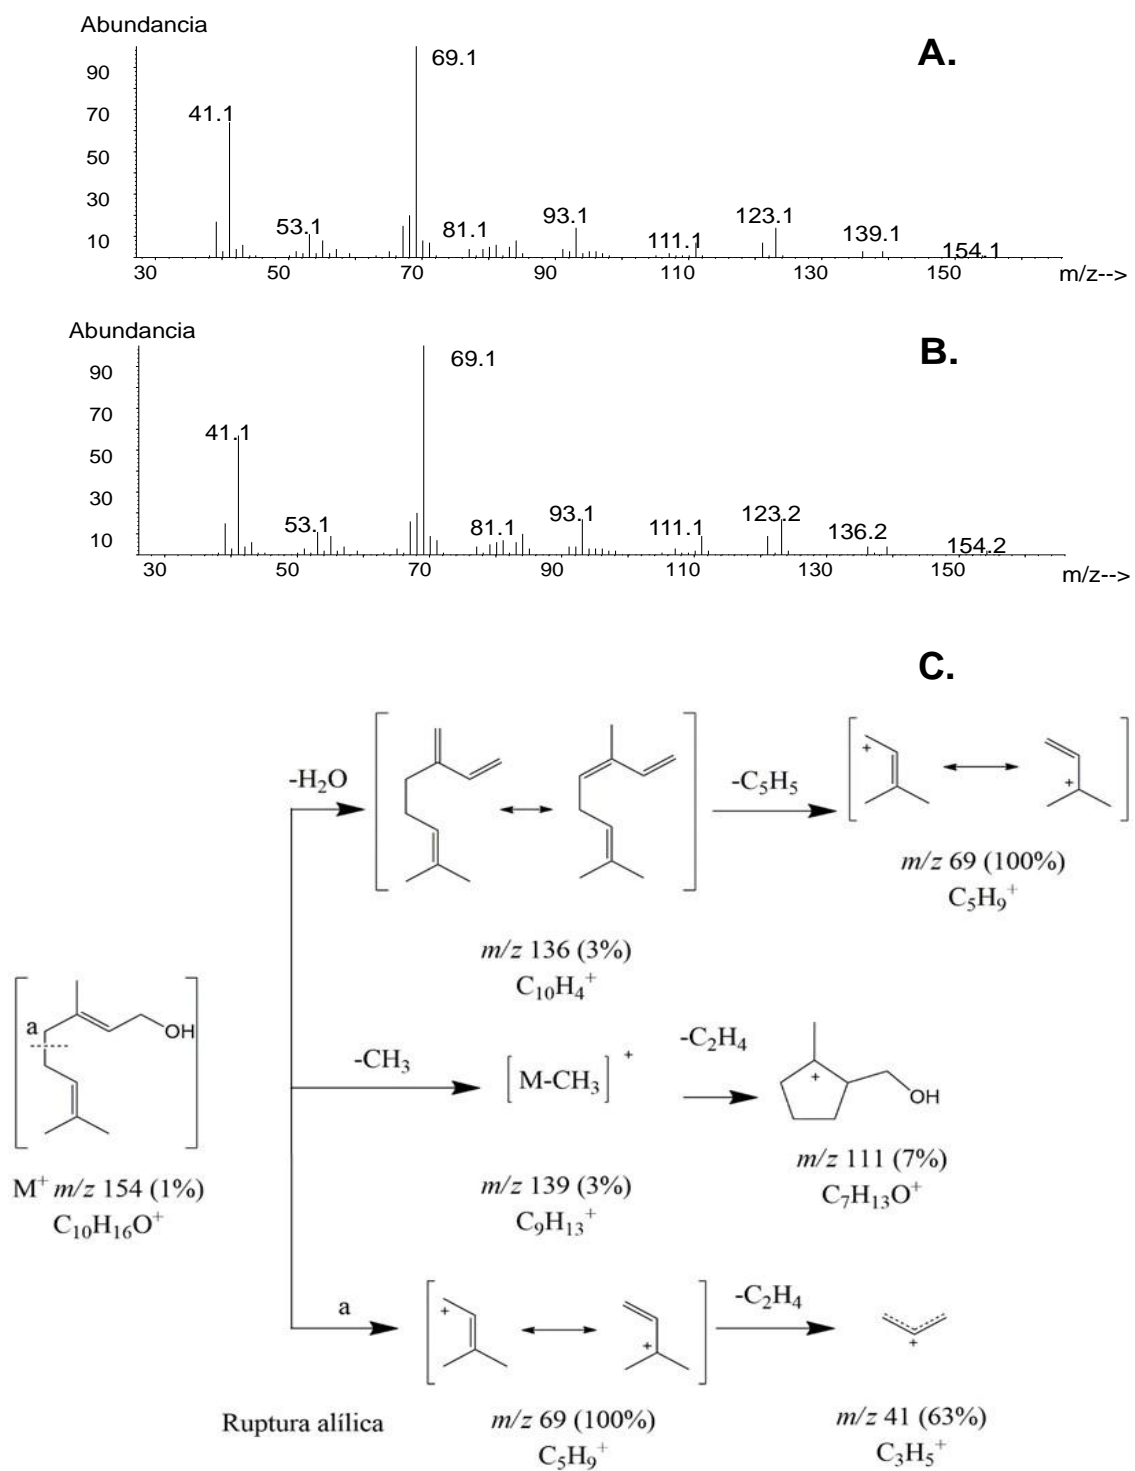 Abundancia
A.
90
70
50
30
10
69.1
41.1
53.1
81.1
93.1
111.1
123.1
139.1
154.1
30 50 70 90 110 130 150
m/z-->
Abundancia
B.
90
70
50
30
10
69.1
41.1
53.1
81.1
93.1
111.1
123.2
136.2
154.2
30 50 70 90 110 130 150
m/z-->
C.
-H₂O
-C₅H₅
+ +
m/z 69 (100%)
C₅H₉⁺
m/z 136 (3%)
C₁₀H₄⁺
a
OH
M⁺ m/z 154 (1%)
C₁₀H₁₆O⁺
-CH₃
[M-CH₃]⁺
-C₂H₄
+
OH
m/z 139 (3%)
C₉H₁₃⁺
m/z 111 (7%)
C₇H₁₃O⁺
a
Ruptura alílica
+ +
-C₂H₄
+
m/z 69 (100%)
C₅H₉⁺
m/z 41 (63%)
C₃H₅⁺